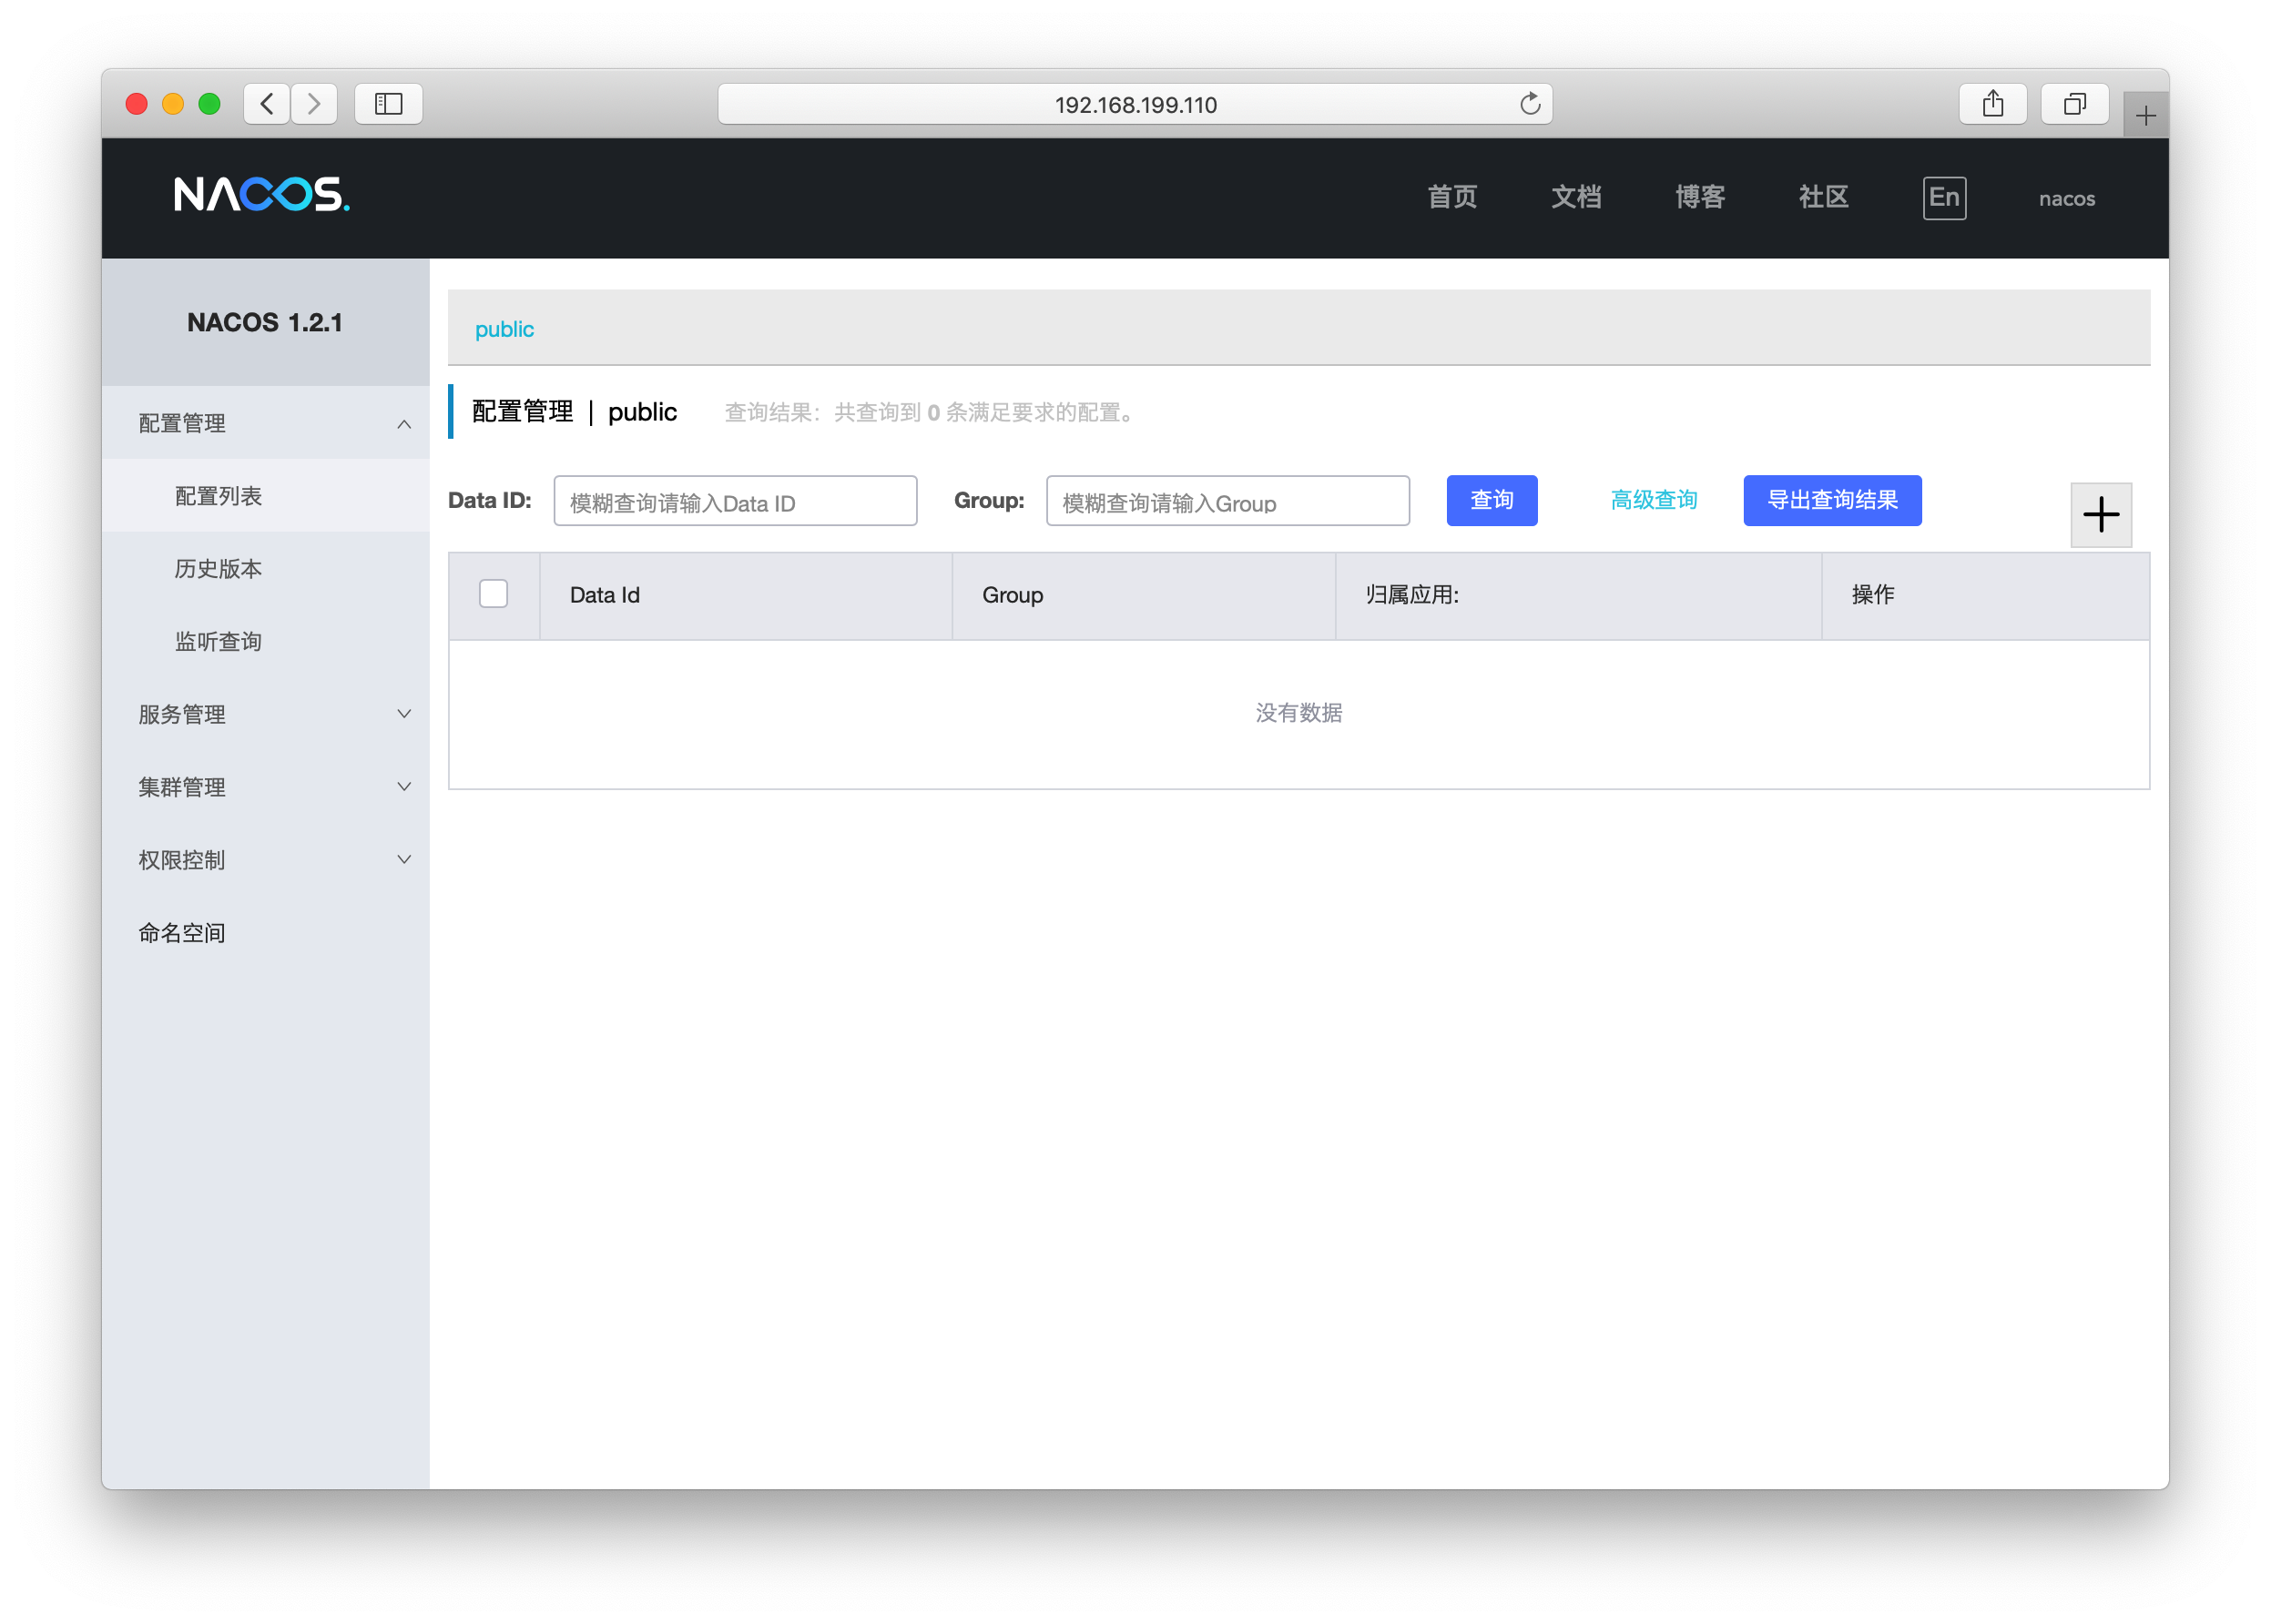 192.168.199.110
NACOS.
首页 文档 博客 社区 En nacos
NACOS 1.2.1
配置管理
配置列表
历史版本
监听查询
服务管理
集群管理
权限控制
命名空间
public
配置管理 | public 查询结果：共查询到 0 条满足要求的配置。
Data ID: 模糊查询请输入Data ID Group: 模糊查询请输入Group 查询 高级查询 导出查询结果
Data Id Group 归属应用: 操作
没有数据